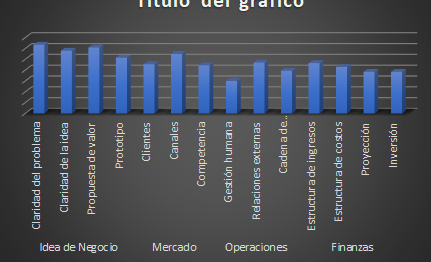 Título del gráfico
Claridad del problema
Claridad de la idea
Propuesta de valor
Prototipo
Clientes
Canales
Competencia
Gestión humana
Relaciones externas
Cadena de…
Estructura de ingresos
Estructura de costos
Proyección
Inversión
Idea de Negocio
Mercado
Operaciones
Finanzas